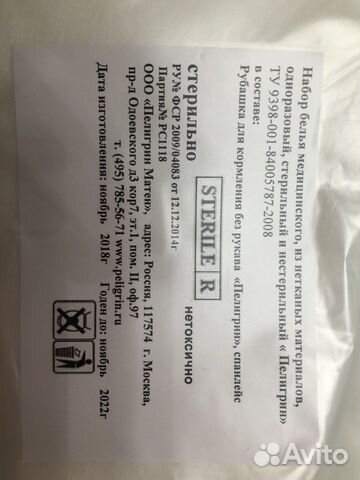 Набор белья медицинского, из нетканых материалов,
одноразовый, стерильный и нестерильный « Пелигрин»
ТУ 9398-001-84005787-2008
в составе:
Рубашка для кормления без рукава «Пелигрин», спанлейс
STERILE R
нетоксично
стерильно
РУ№ ФСР 2009/04083 от 12.12.2014г
Партия№ РС1118
ООО «Пелигрин Матен», адрес: Россия, 117574 г. Москва,
пр-д Одоевского д3 кор7, эт.1, пом. II, оф.97
т. (495) 785-56-71 www.peligrin.ru
Дата изготовления: ноябрь 2018г Годен до: ноябрь 2022г
Avito